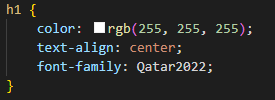 h1 {
    color: rgb(255, 255, 255);
    text-align: center;
    font-family: Qatar2022;
}